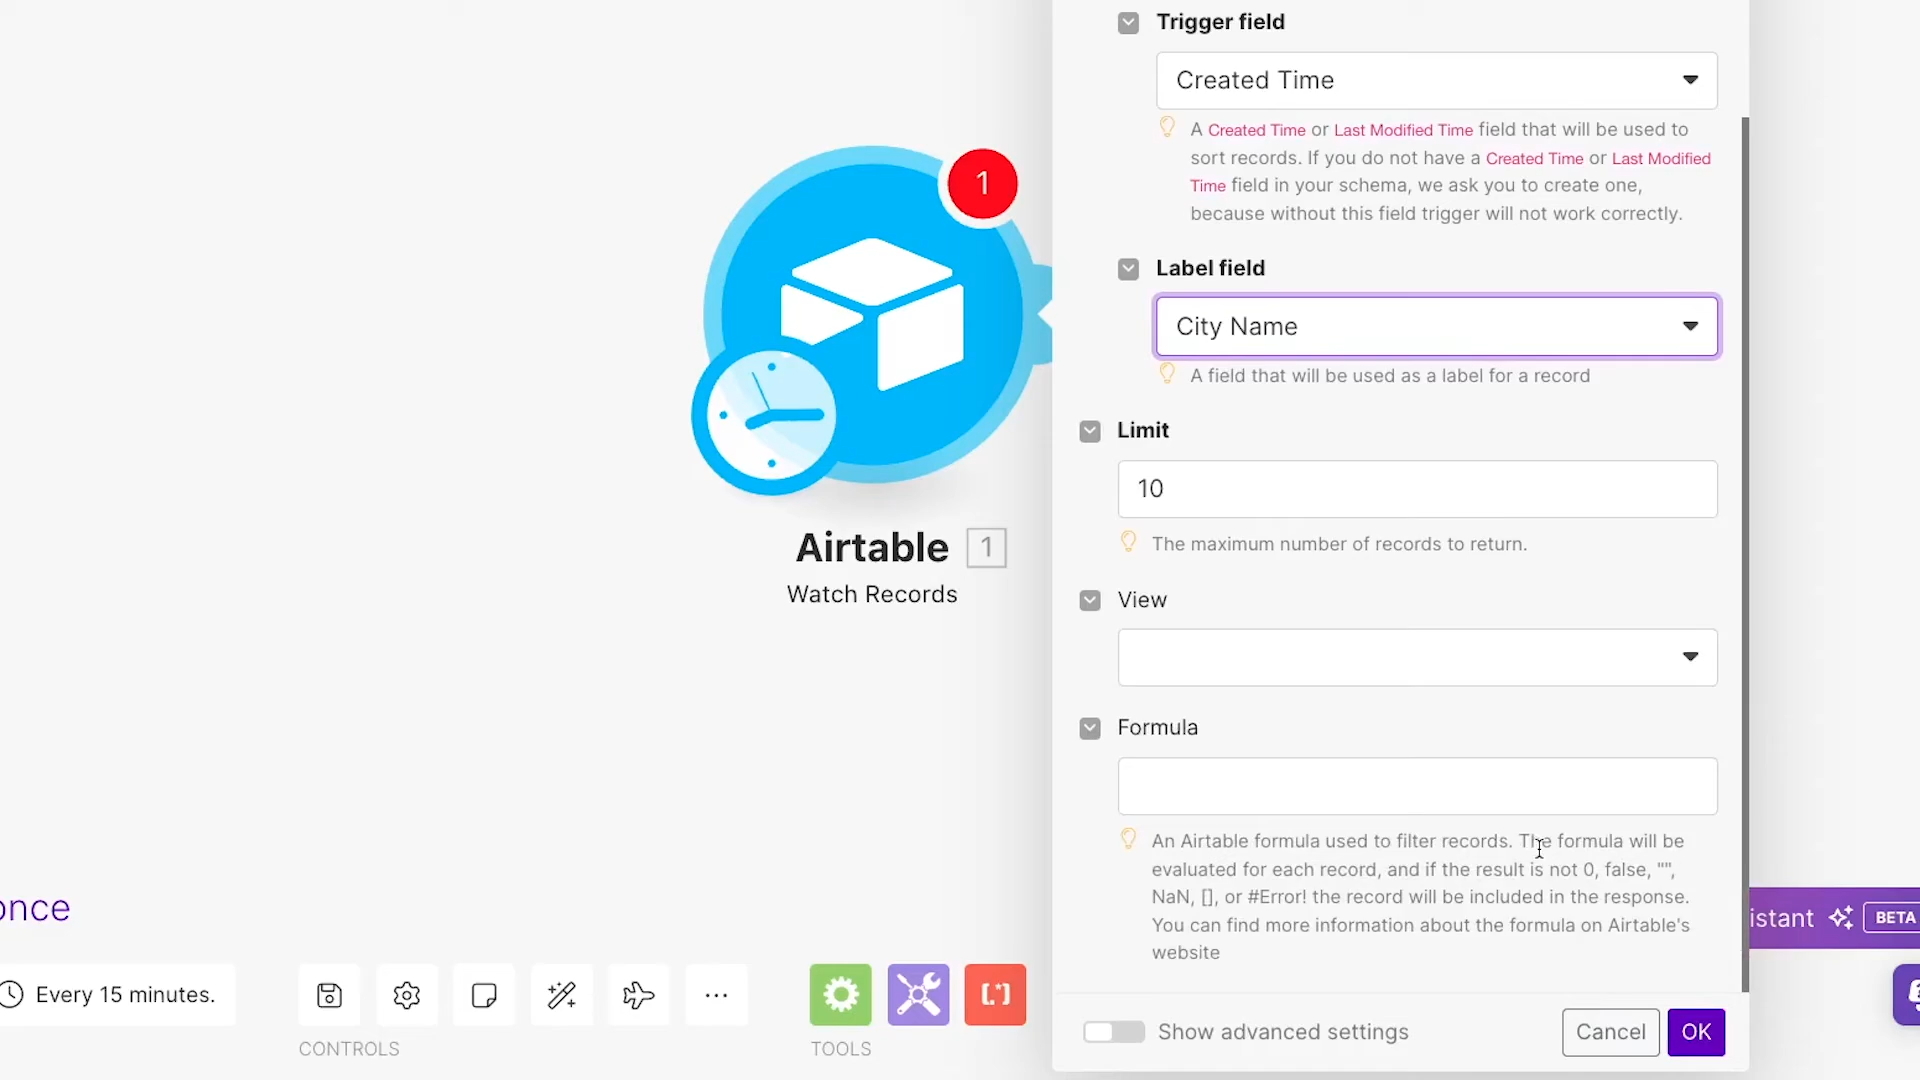 Trigger field
Created Time
A Created Time or Last Modified Time field that will be used to
sort records. If you do not have a Created Time or Last Modified
Time field in your schema, we ask you to create one,
because without this field trigger will not work correctly.
Label field
City Name
A field that will be used as a label for a record
Limit
10
The maximum number of records to return.
View
Formula
An Airtable formula used to filter records. The formula will be
evaluated for each record, and if the result is not 0, false, "",
NaN, [], or #Error! the record will be included in the response.
You can find more information about the formula on Airtable's
website
Show advanced settings
Cancel
OK
1
Airtable 1
Watch Records
once
Every 15 minutes.
CONTROLS
[.*]
TOOLS
istant BETA